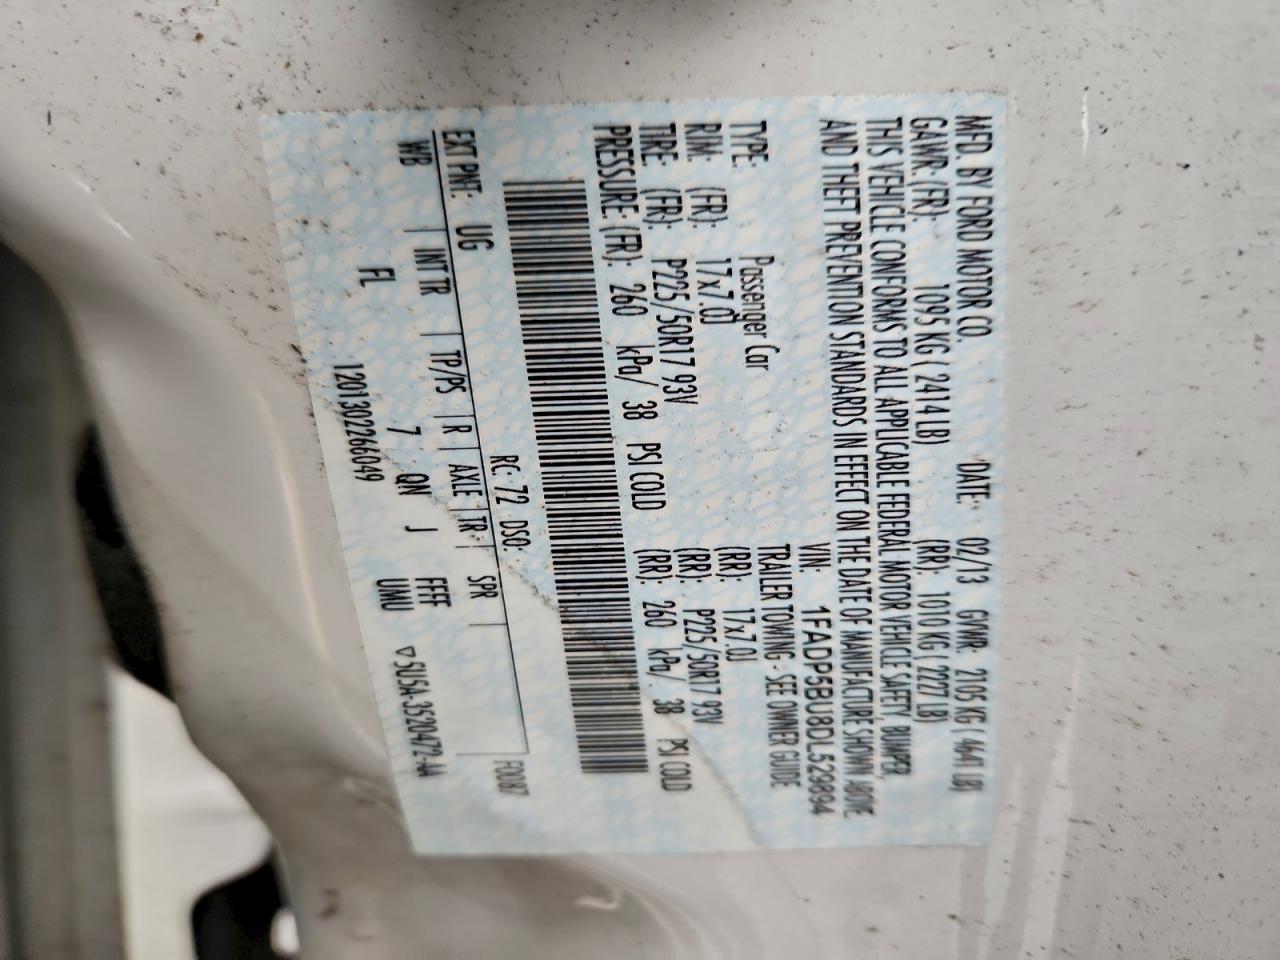 MFD. BY FORD MOTOR CO. DATE: 02/13 GVWR: 2105 KG ( 4641 LB)
GAWR: (FR): 1095 KG ( 2414 LB) (RR): 1010 KG ( 2227 LB)
THIS VEHICLE CONFORMS TO ALL APPLICABLE FEDERAL MOTOR VEHICLE SAFETY, BUMPER,
AND THEFT PREVENTION STANDARDS IN EFFECT ON THE DATE OF MANUFACTURE SHOWN ABOVE
VIN: 1FADP5BU8DL529894
TYPE: Passenger Car TRAILER TOWING - SEE OWNER GUIDE
RIM: (FR): 17x7.0J (RR): 17x7.0J
TIRE: (FR): P225/50R17 93V (RR): P225/50R17 93V
PRESSURE: (FR): 260 kPa/ 38 PSI COLD (RR): 260 kPa/ 38 PSI COLD
F0087
EXT PNT: UG RC: 72 DSO:
WB INT TR TP/PS R AXLE TR SPR
FL 7 QN J FFFF
120130226049 UMU ▽5U5A-3520472-AA